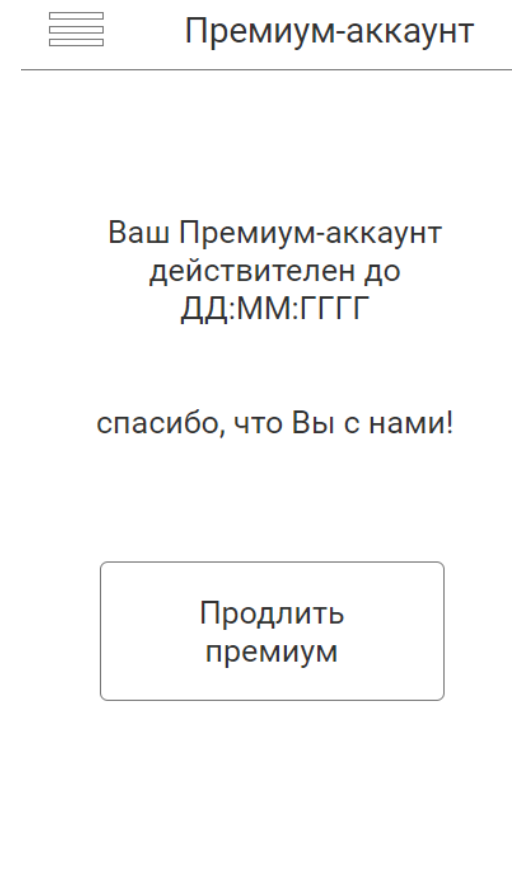 Премиум-аккаунт
Ваш Премиум-аккаунт
действителен до
ДД:ММ:ГГГГ
спасибо, что Вы с нами!
Продлить
премиум